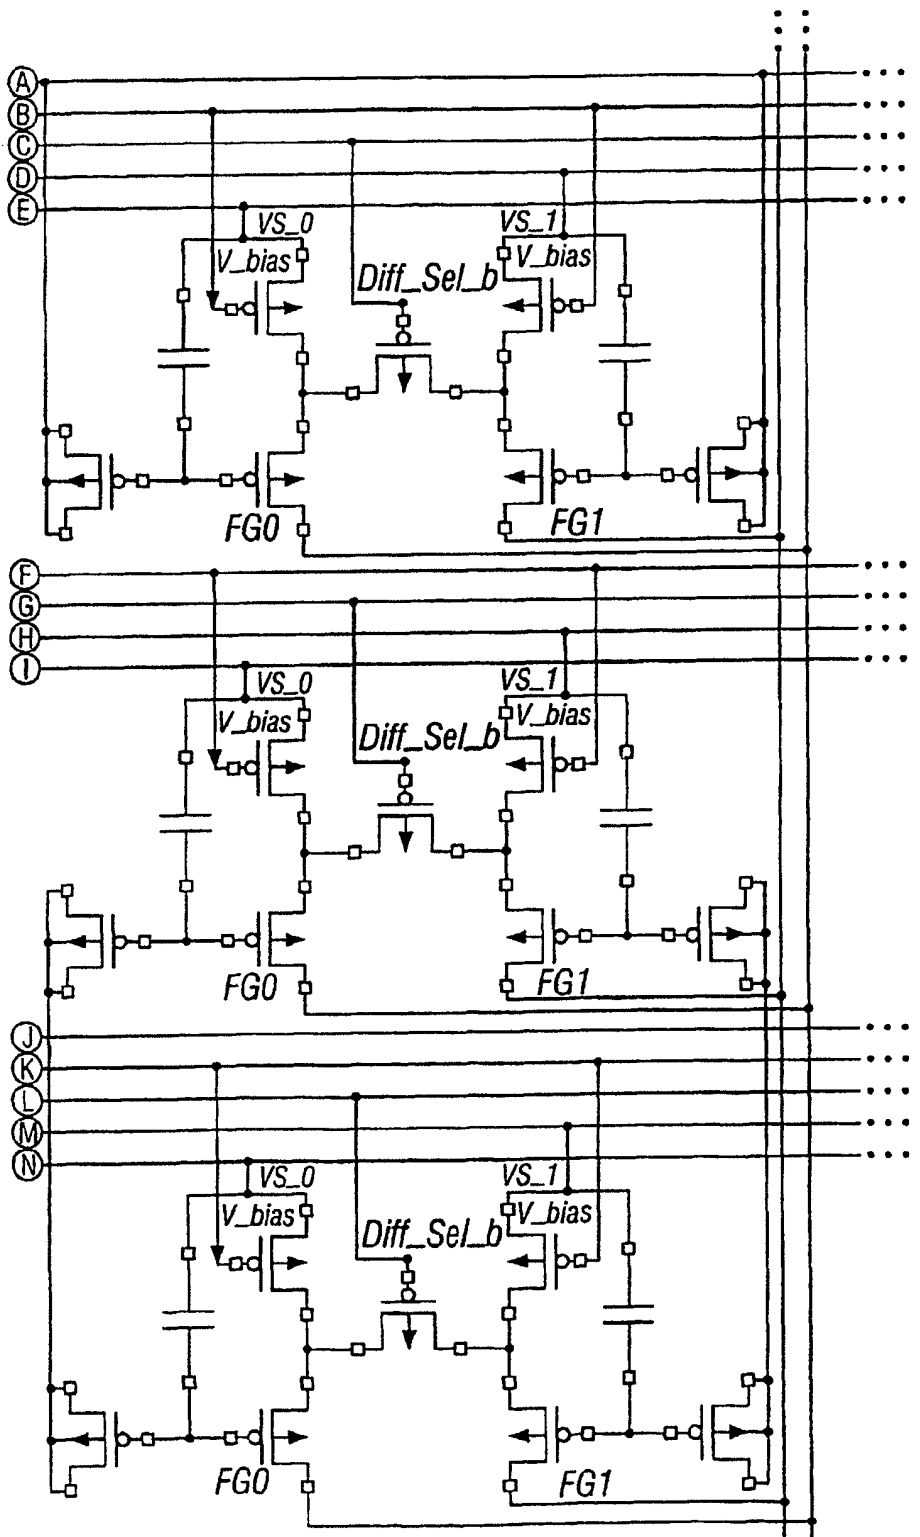 A
B
C
D
E
VS_0
VS_1
V_bias
V_bias
Diff_Sel_b
FG0
FG1
F
G
H
I
VS_0
VS_1
V_bias
V_bias
Diff_Sel_b
FG0
FG1
J
K
L
M
N
VS_0
VS_1
V_bias
V_bias
Diff_Sel_b
FG0
FG1